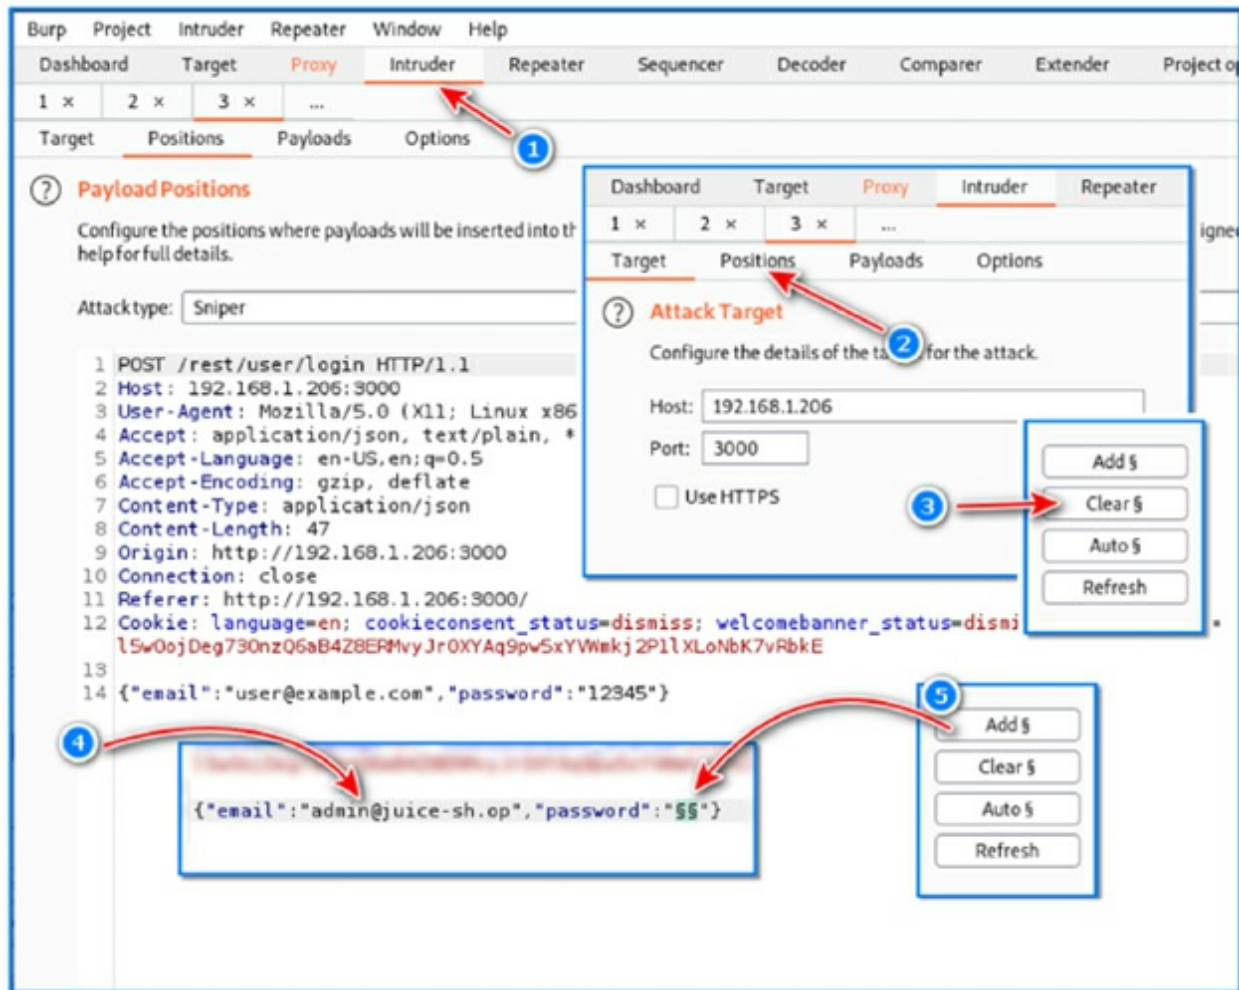 Burp Project Intruder Repeater Window Help
Dashboard Target Proxy Intruder Repeater Sequencer Decoder Comparer Extender Project op
1 × 2 × 3 × ...
Target Positions Payloads Options
1
? Payload Positions
Configure the positions where payloads will be inserted into th
igned
help for full details.
Attack type: Sniper
1 POST /rest/user/login HTTP/1.1
2 Host: 192.168.1.206:3000
3 User-Agent: Mozilla/5.0 (X11; Linux x86
4 Accept: application/json, text/plain, *
5 Accept-Language: en-US,en;q=0.5
6 Accept-Encoding: gzip, deflate
7 Content-Type: application/json
8 Content-Length: 47
9 Origin: http://192.168.1.206:3000
10 Connection: close
11 Referer: http://192.168.1.206:3000/
12 Cookie: language=en; cookieconsent_status=dismiss; welcomebanner_status=dismi =
13
14 {"email":"user@example.com","password":"12345"}
Dashboard Target Proxy Intruder Repeater
1 × 2 × 3 × ...
Target Positions Payloads Options
2
? Attack Target
Configure the details of the ta for the attack.
Host: 192.168.1.206
Port: 3000
Use HTTPS
3
Add §
Clear §
Auto §
Refresh
4
{"email":"admin@juice-sh.op","password":"§§"}
5
Add §
Clear §
Auto §
Refresh